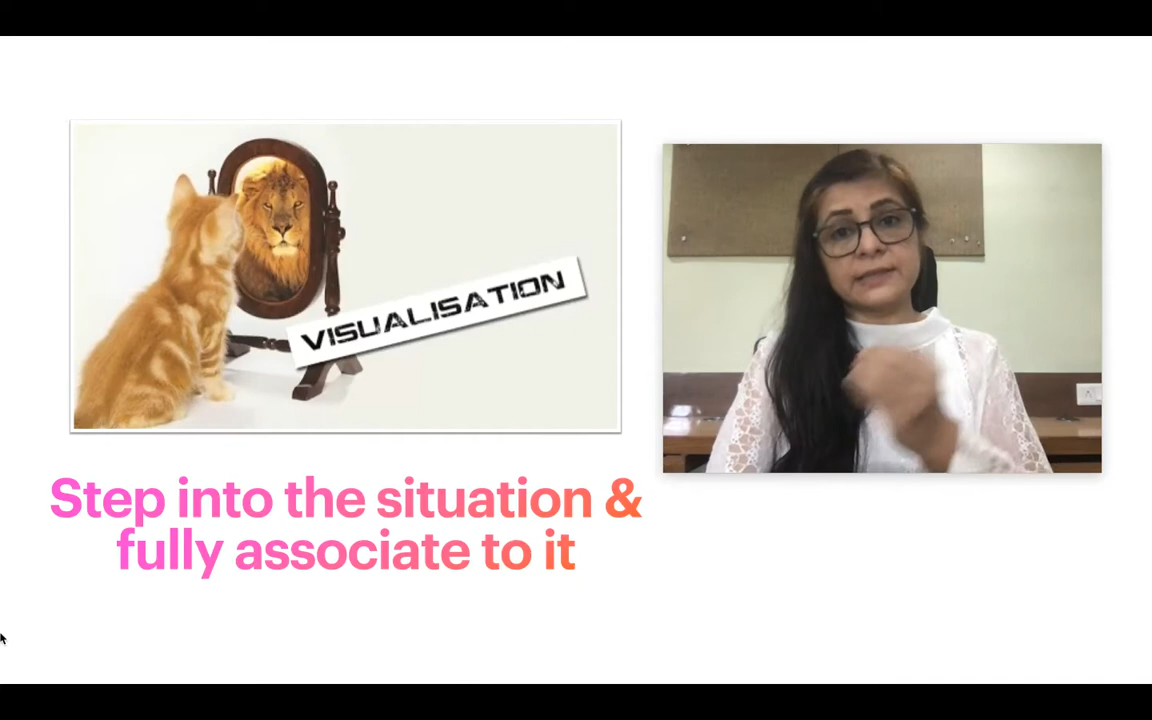 VISUALISATION
Step into the situation &
fully associate to it